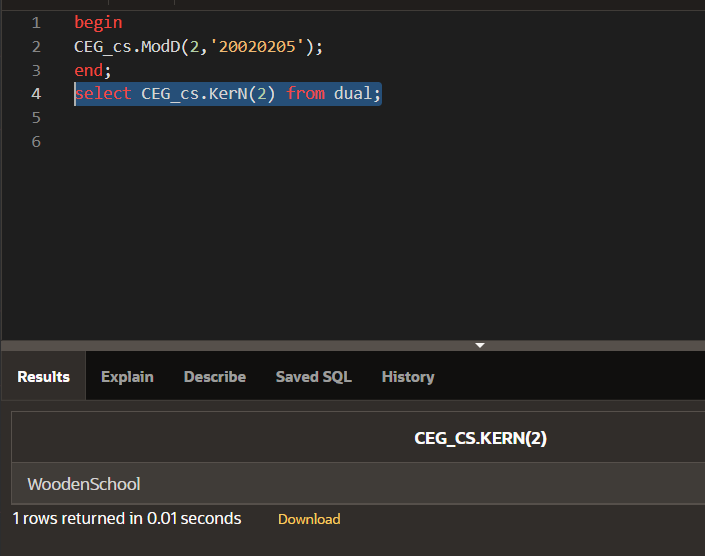 1 begin
2 CEG_cs.ModD(2,'20020205');
3 end;
4 select CEG_cs.KerN(2) from dual;
5
6
Results Explain Describe Saved SQL History
CEG_CS.KERN(2)
WoodenSchool
1 rows returned in 0.01 seconds Download